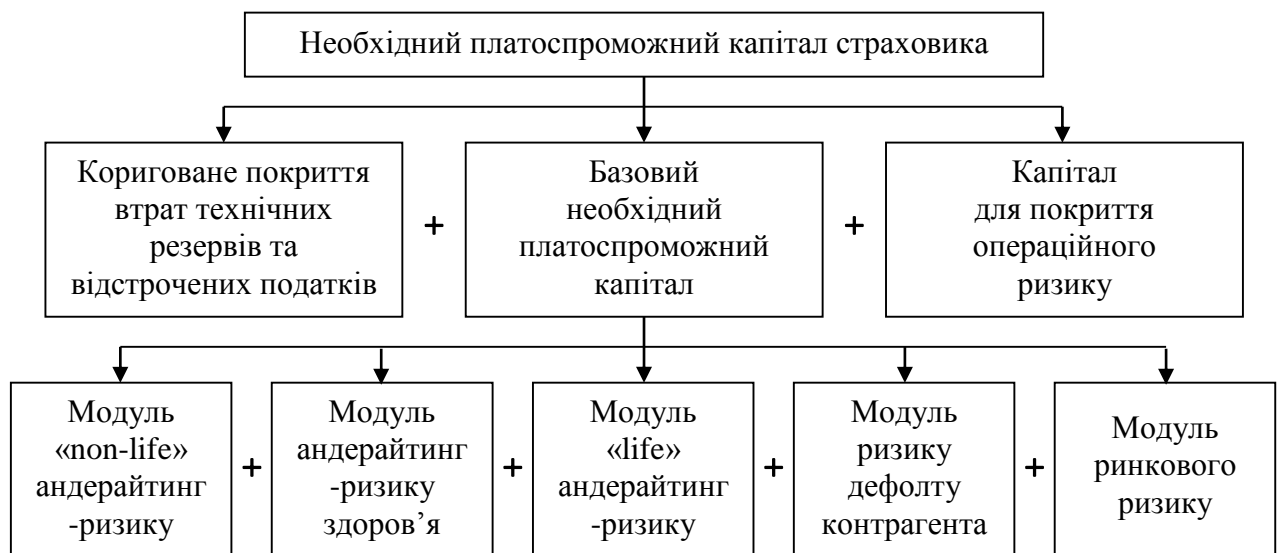 Необхідний платоспроможний капітал страховика
Кориговане покриття
втрат технічних
резервів та
відстрочених податків
+
Базовий
необхідний
платоспроможний
капітал
+
Капітал
для покриття
операційного
ризику
Модуль
«non-life»
андерайтинг
-ризику
+
Модуль
андерайтинг
-ризику
здоров’я
+
Модуль
«life»
андерайтинг
-ризику
+
Модуль
ризику
дефолту
контрагента
+
Модуль
ринкового
ризику